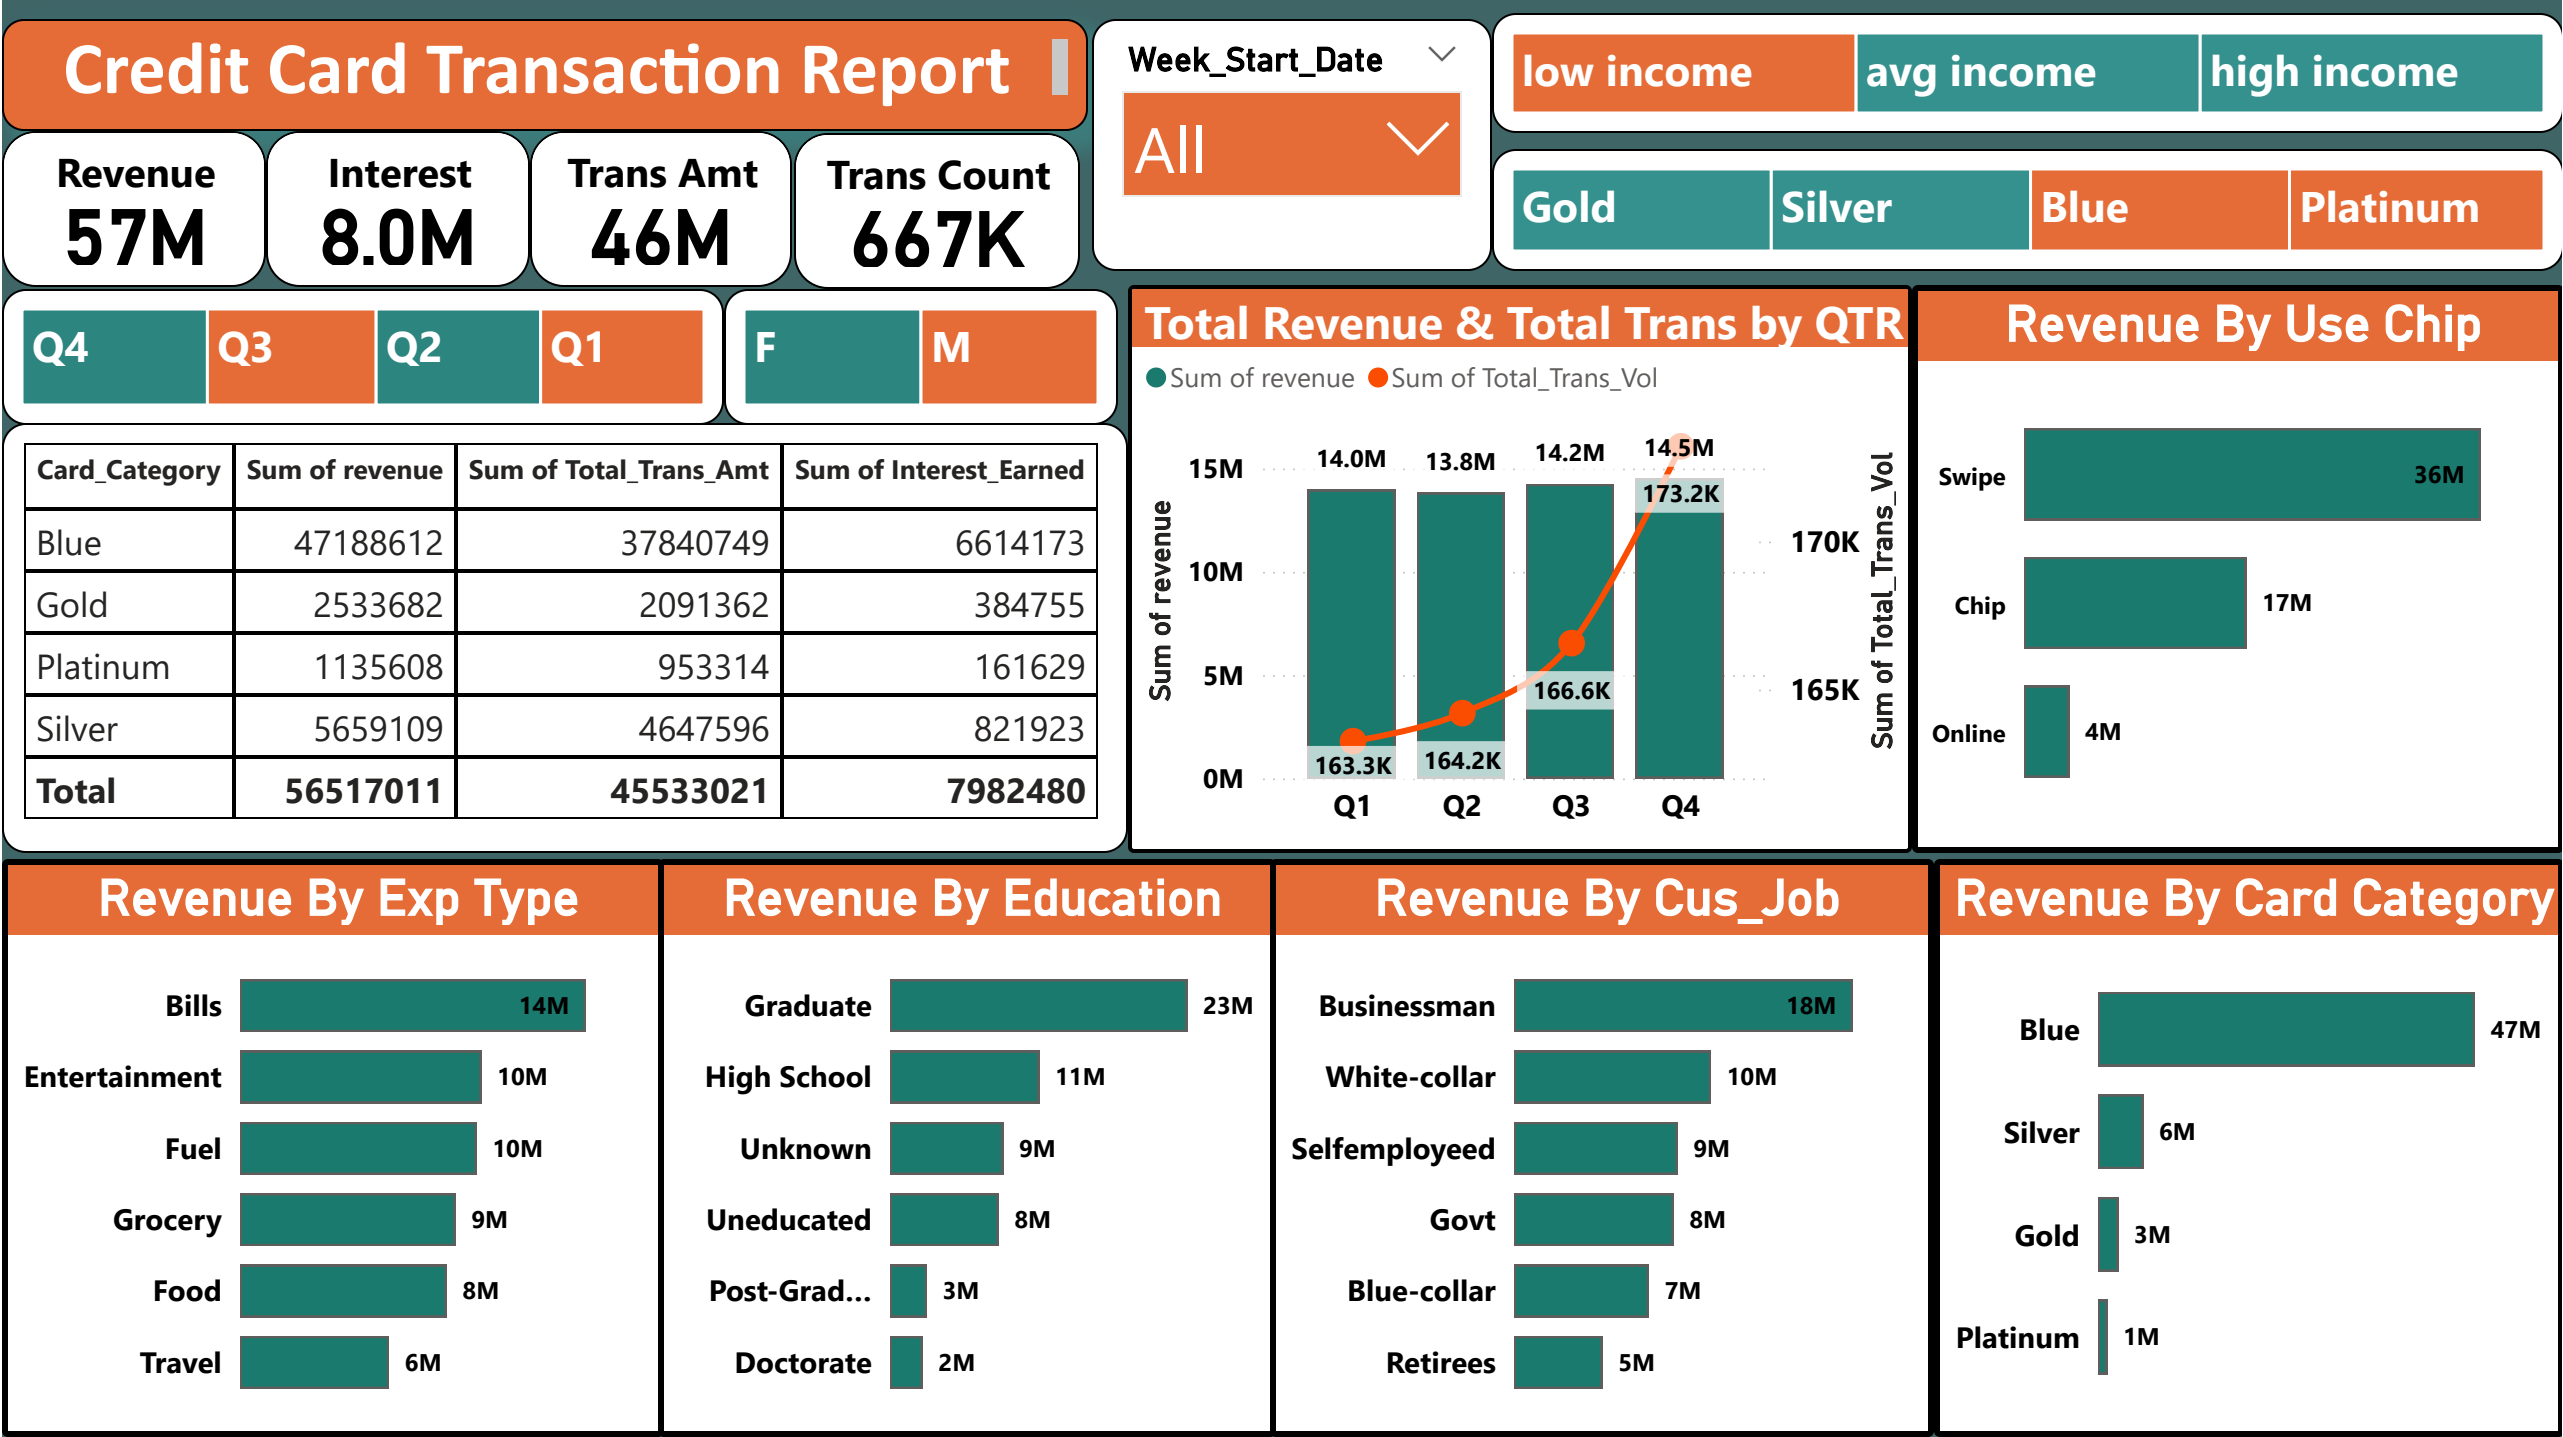 Credit Card Transaction Report
Week_Start_Date
All
low income
avg income
high income
Gold
Silver
Blue
Platinum
Revenue
57M
Interest
8.0M
Trans Amt
46M
Trans Count
667K
Q4
Q3
Q2
Q1
F
M
Card_Category Sum of revenue Sum of Total_Trans_Amt Sum of Interest_Earned
Blue 47188612 37840749 6614173
Gold 2533682 2091362 384755
Platinum 1135608 953314 161629
Silver 5659109 4647596 821923
Total 56517011 45533021 7982480
Total Revenue & Total Trans by QTR
Sum of revenue Sum of Total_Trans_Vol
Sum of revenue
15M
10M
5M
0M
14.0M
13.8M
14.2M
14.5M
163.3K
164.2K
166.6K
173.2K
Q1 Q2 Q3 Q4
170K
165K
Sum of Total_Trans_Vol
Revenue By Use Chip
Swipe 36M
Chip 17M
Online 4M
Revenue By Exp Type
Bills 14M
Entertainment 10M
Fuel 10M
Grocery 9M
Food 8M
Travel 6M
Revenue By Education
Graduate 23M
High School 11M
Unknown 9M
Uneducated 8M
Post-Grad... 3M
Doctorate 2M
Revenue By Cus_Job
Businessman 18M
White-collar 10M
Selfemployeed 9M
Govt 8M
Blue-collar 7M
Retirees 5M
Revenue By Card Category
Blue 47M
Silver 6M
Gold 3M
Platinum 1M